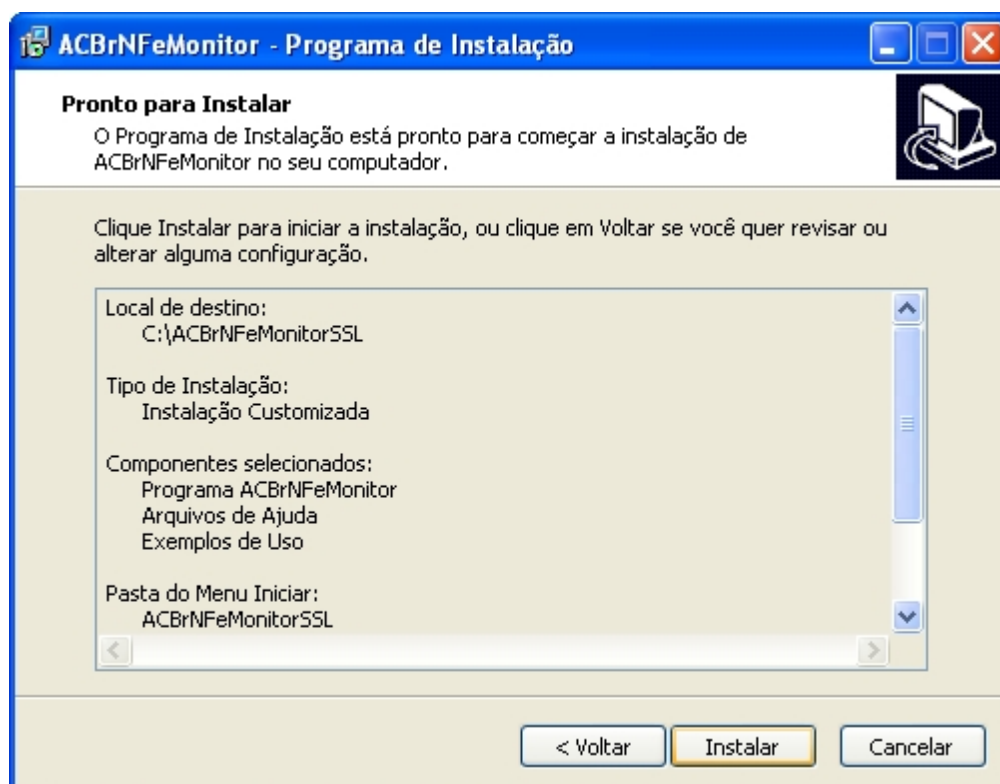 ACBrNFeMonitor - Programa de Instalação
Pronto para Instalar
O Programa de Instalação está pronto para começar a instalação de
ACBrNFeMonitor no seu computador.
Clique Instalar para iniciar a instalação, ou clique em Voltar se você quer revisar ou
alterar alguma configuração.
Local de destino:
C:\ACBrNFeMonitorSSL
Tipo de Instalação:
Instalação Customizada
Componentes selecionados:
Programa ACBrNFeMonitor
Arquivos de Ajuda
Exemplos de Uso
Pasta do Menu Iniciar:
ACBrNFeMonitorSSL
< Voltar
Instalar
Cancelar